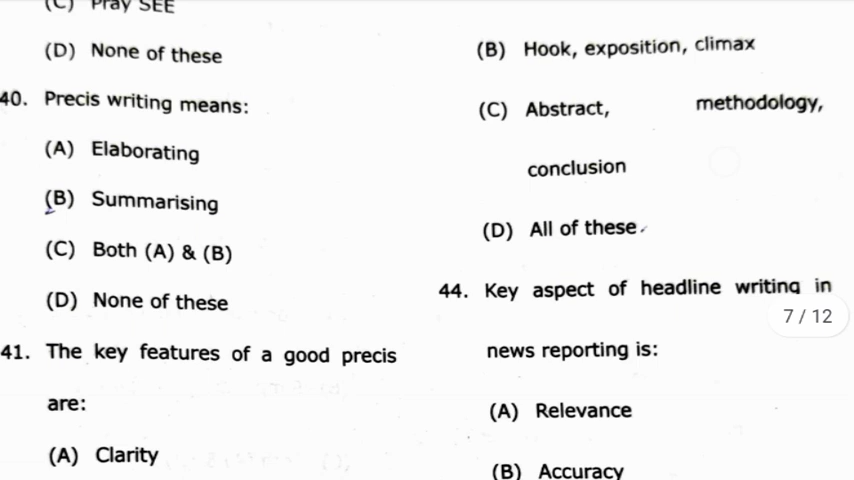 (C) Pray SEE
(D) None of these
40. Precis writing means:
(A) Elaborating
(B) Summarising
(C) Both (A) & (B)
(D) None of these
41. The key features of a good precis
are:
(A) Clarity
(B) Hook, exposition, climax
(C) Abstract, methodology,
conclusion
(D) All of these
44. Key aspect of headline writing in
7 / 12
news reporting is:
(A) Relevance
(B) Accuracy